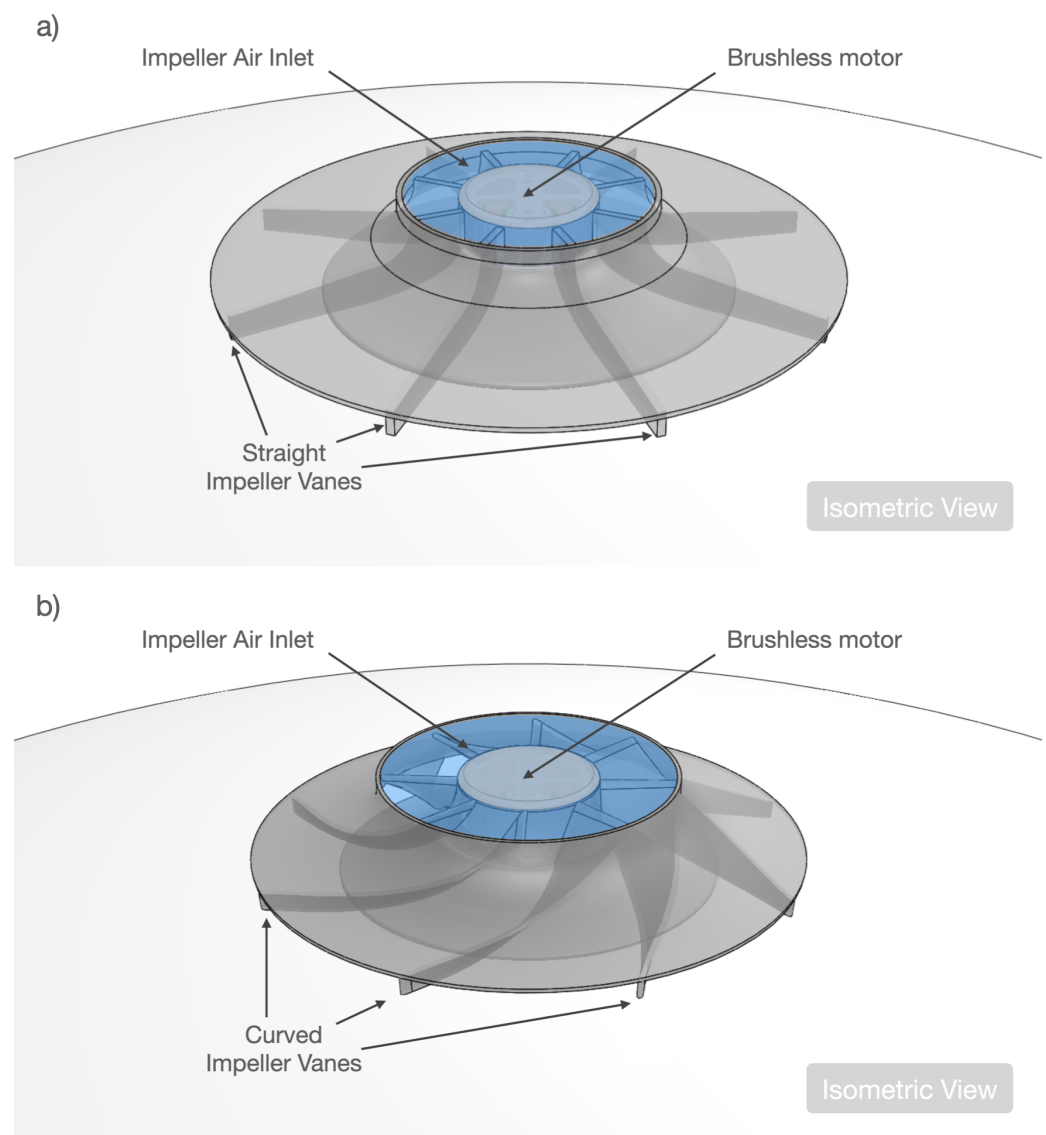 a)
Impeller Air Inlet
Brushless motor
Straight
Impeller Vanes
Isometric View
b)
Impeller Air Inlet
Brushless motor
Curved
Impeller Vanes
Isometric View